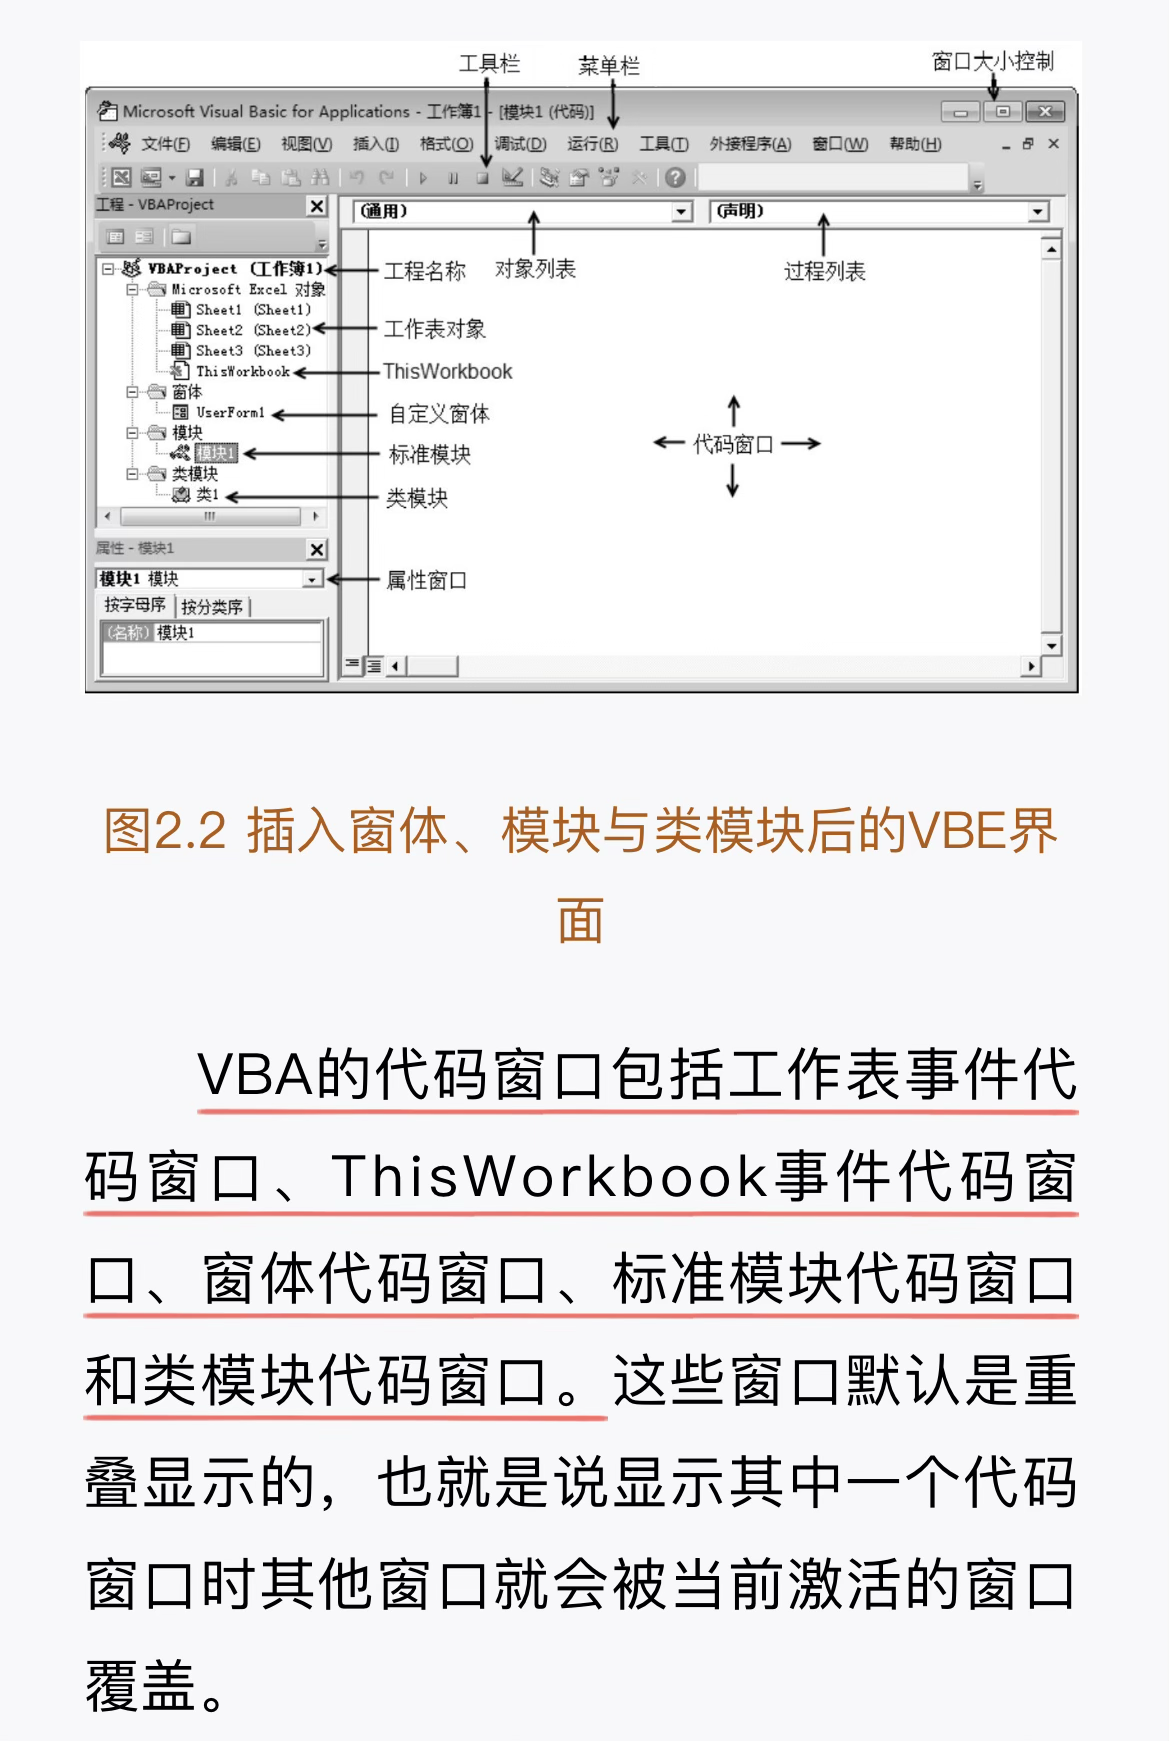 工具栏 菜单栏 窗口大小控制
Microsoft Visual Basic for Applications - 工作簿1 - [模块1 (代码)]
文件(F) 编辑(E) 视图(V) 插入(I) 格式(O) 调试(D) 运行(R) 工具(T) 外接程序(A) 窗口(W) 帮助(H)
工程 - VBAProject
(通用) (声明)
VBAProject (工作簿1) 工程名称 对象列表 过程列表
Microsoft Excel 对象
Sheet1 (Sheet1)
Sheet2 (Sheet2) 工作表对象
Sheet3 (Sheet3)
ThisWorkbook ThisWorkbook
窗体
UserForm1 自定义窗体
模块
模块1 标准模块 代码窗口
类模块
类1 类模块
属性 - 模块1
模块1 模块 属性窗口
按字母序 按分类序
(名称) 模块1
图2.2 插入窗体、模块与类模块后的VBE界
面
VBA的代码窗口包括工作表事件代
码窗口、ThisWorkbook事件代码窗
口、窗体代码窗口、标准模块代码窗口
和类模块代码窗口。这些窗口默认是重
叠显示的，也就是说显示其中一个代码
窗口时其他窗口就会被当前激活的窗口
覆盖。